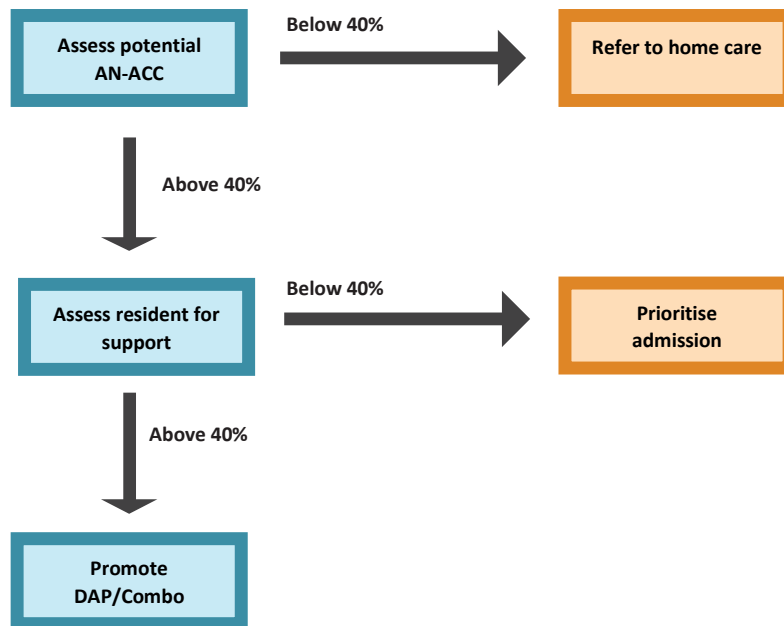 Assess potential
AN-ACC
Below 40%
Refer to home care
Above 40%
Assess resident for
support
Below 40%
Prioritise
admission
Above 40%
Promote
DAP/Combo